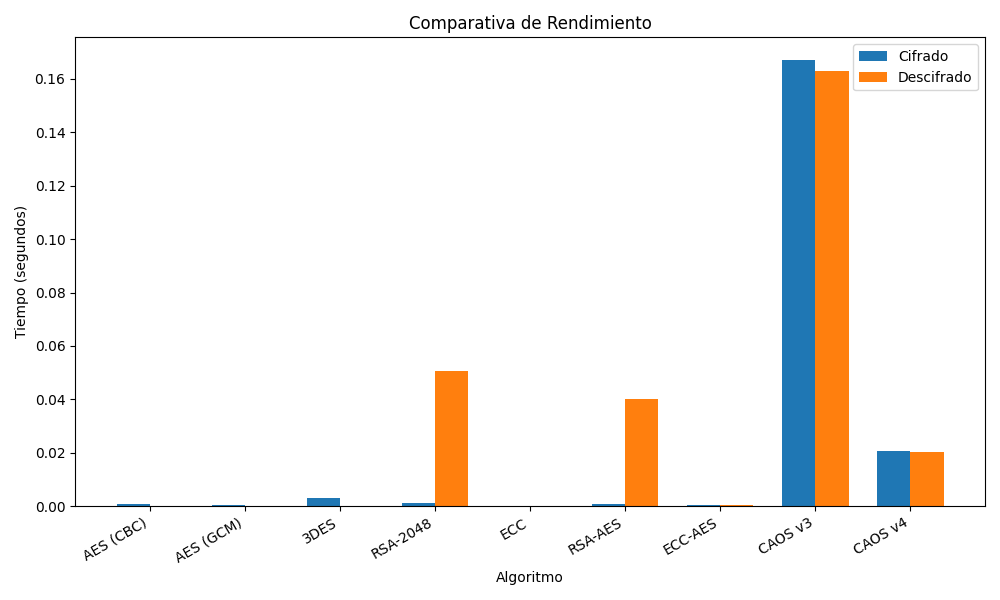 Comparativa de Rendimiento
Cifrado
Descifrado
Tiempo (segundos)
0.16
0.14
0.12
0.10
0.08
0.06
0.04
0.02
0.00
AES (CBC)
AES (GCM)
3DES
RSA-2048
ECC
RSA-AES
ECC-AES
CAOS v3
CAOS v4
Algoritmo